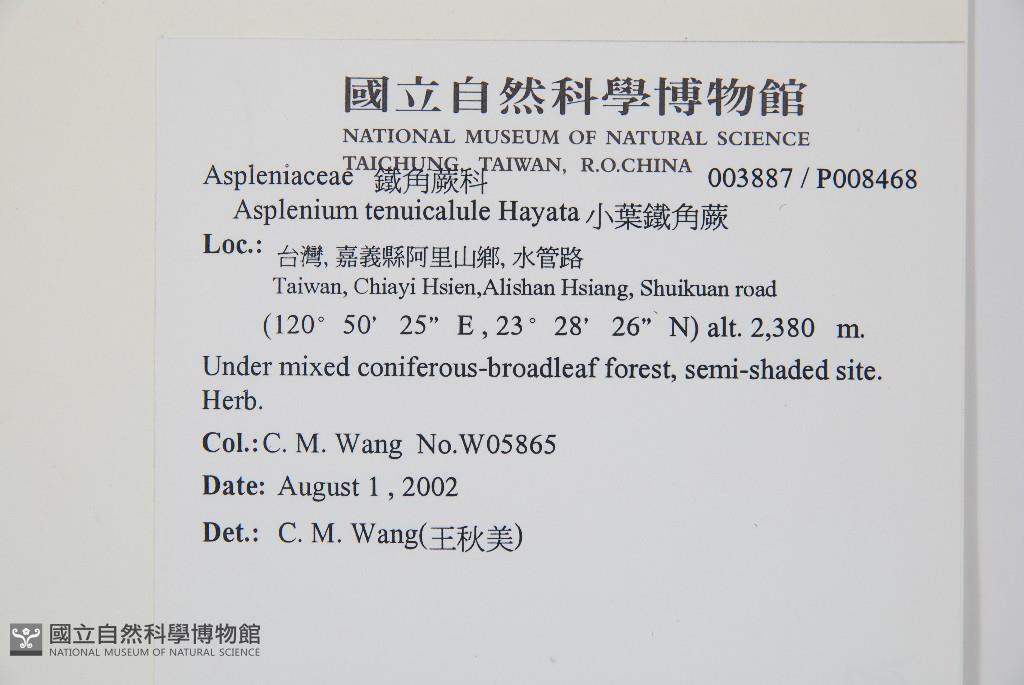 國立自然科學博物館
NATIONAL MUSEUM OF NATURAL SCIENCE
TAICHUNG, TAIWAN, R.O.CHINA
Aspleniaceae 鐵角蕨科 003887 / P008468
Asplenium tenuicalule Hayata 小葉鐵角蕨
Loc.: 台灣, 嘉義縣阿里山鄉, 水管路
Taiwan, Chiayi Hsien,Alishan Hsiang, Shuikuan road
(120° 50’ 25” E , 23° 28’ 26” N) alt. 2,380 m.
Under mixed coniferous-broadleaf forest, semi-shaded site.
Herb.
Col.: C. M. Wang No.W05865
Date: August 1 , 2002
Det.: C. M. Wang(王秋美)
國立自然科學博物館
NATIONAL MUSEUM OF NATURAL SCIENCE